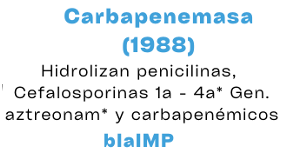 Carbapenemasa
(1988)
Hidrolizan penicilinas,
Cefalosporinas 1a - 4a* Gen.
aztreonam* y carbapenémicos
blaIMP